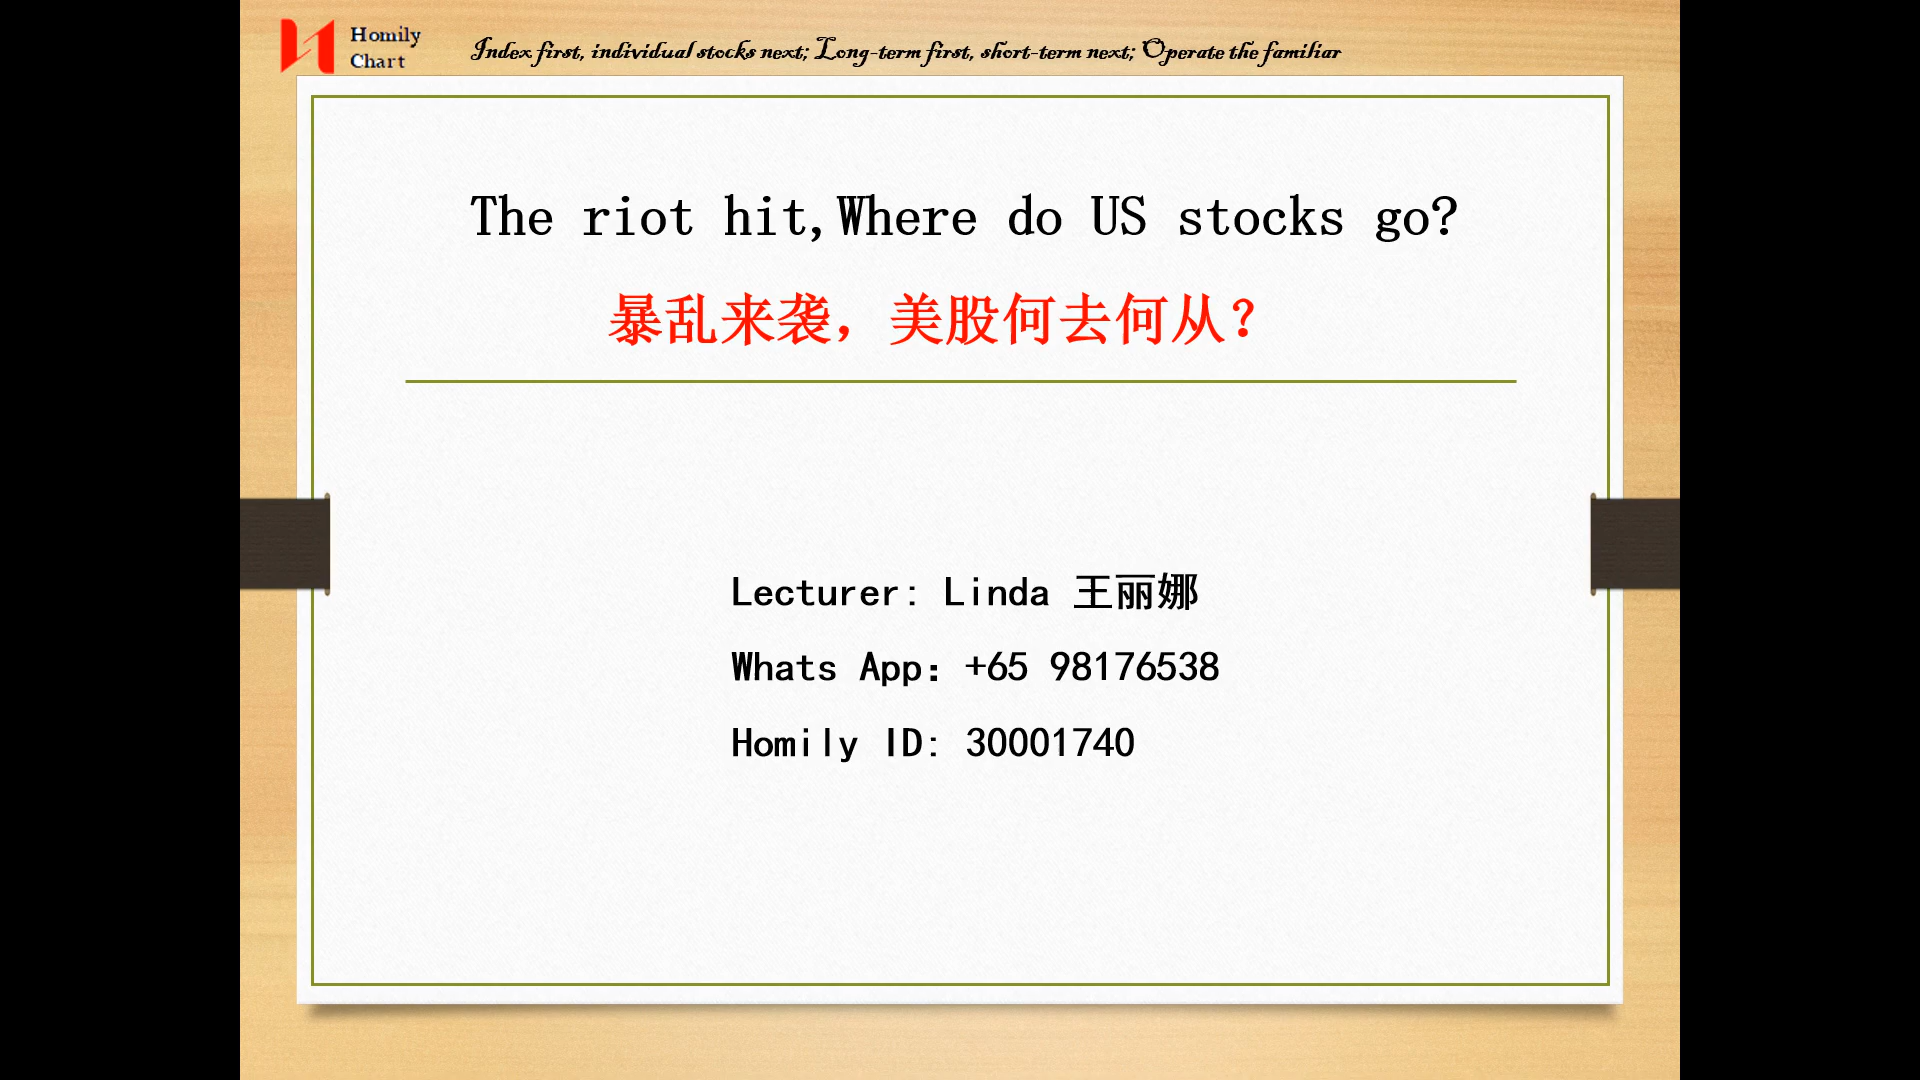 Homily
Chart
Index first, individual stocks next; Long-term first, short-term next; Operate the familiar
The riot hit,Where do US stocks go?
暴乱来袭，美股何去何从？
Lecturer: Linda 王丽娜
Whats App：+65 98176538
Homily ID: 30001740